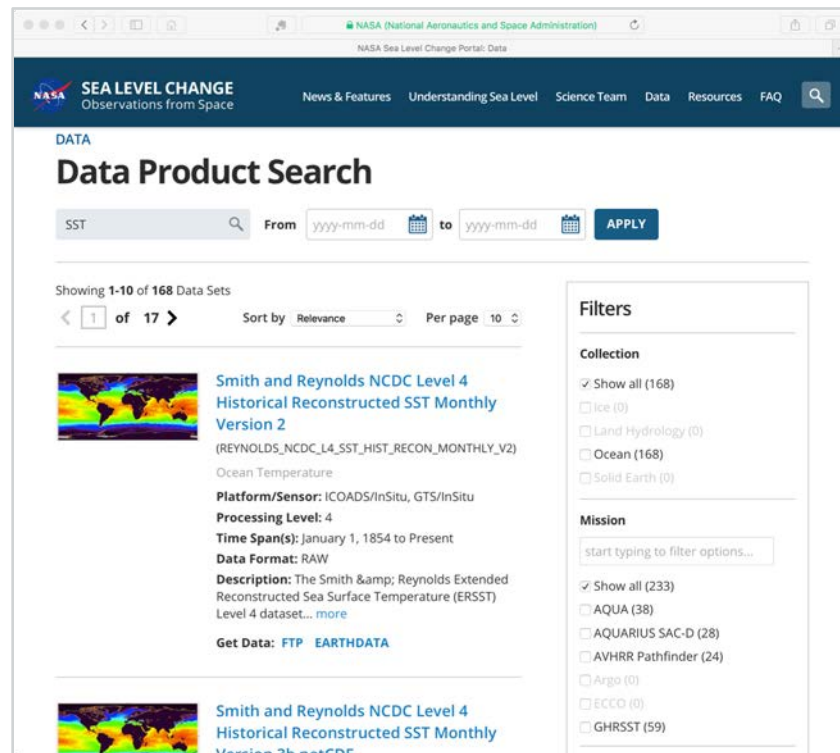 NASA (National Aeronautics and Space Administration)
NASA Sea Level Change Portal: Data
NASA
SEA LEVEL CHANGE
Observations from Space
News & Features Understanding Sea Level Science Team Data Resources FAQ
DATA
Data Product Search
SST From yyyy-mm-dd to yyyy-mm-dd APPLY
Showing 1-10 of 168 Data Sets
1 of 17 Sort by Relevance Per page 10
Smith and Reynolds NCDC Level 4
Historical Reconstructed SST Monthly
Version 2
(REYNOLDS_NCDC_L4_SST_HIST_RECON_MONTHLY_V2)
Ocean Temperature
Platform/Sensor: ICOADS/InSitu, GTS/InSitu
Processing Level: 4
Time Span(s): January 1, 1854 to Present
Data Format: RAW
Description: The Smith &amp; Reynolds Extended
Reconstructed Sea Surface Temperature (ERSST)
Level 4 dataset... more
Get Data: FTP EARTHDATA
Smith and Reynolds NCDC Level 4
Historical Reconstructed SST Monthly
Version 3b netCDF
Filters
Collection
Show all (168)
Ice (0)
Land Hydrology (0)
Ocean (168)
Solid Earth (0)
Mission
start typing to filter options...
Show all (233)
AQUA (38)
AQUARIUS SAC-D (28)
AVHRR Pathfinder (24)
Argo (0)
ECCO (0)
GHRSST (59)